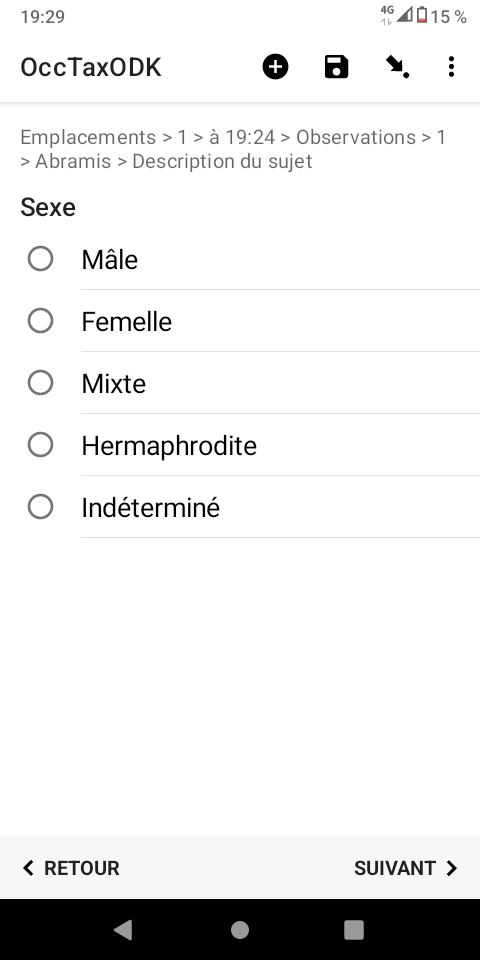 19:29 4G 15 %
OccTaxODK
Emplacements > 1 > à 19:24 > Observations > 1
> Abramis > Description du sujet
Sexe
Mâle
Femelle
Mixte
Hermaphrodite
Indéterminé
RETOUR SUIVANT